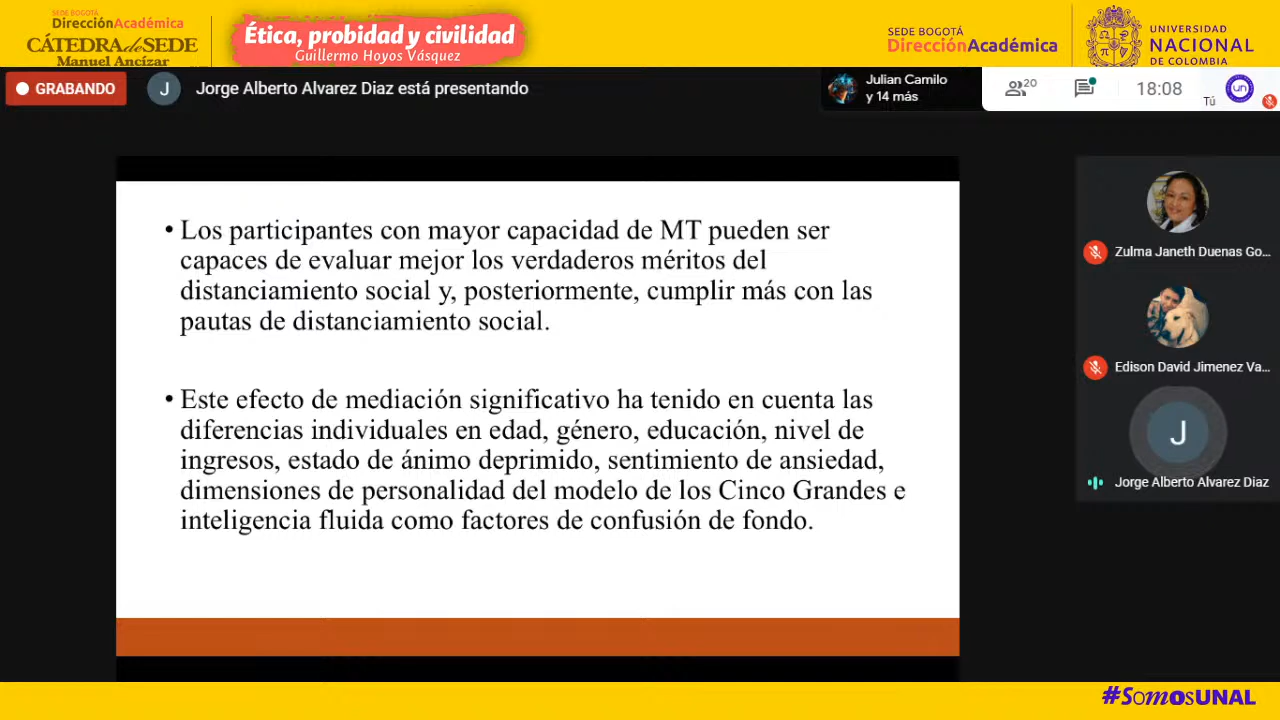 SEDE BOGOTÁ
DirecciónAcadémica
CÁTEDRAdeSEDE
Manuel Ancízar
Ética, probidad y civilidad
Guillermo Hoyos Vásquez
SEDE BOGOTÁ
DirecciónAcadémica
UNIVERSIDAD
NACIONAL
DE COLOMBIA
GRABANDO
J
Jorge Alberto Alvarez Diaz está presentando
Julian Camilo
y 14 más
20
18:08
Tú
un
• Los participantes con mayor capacidad de MT pueden ser
capaces de evaluar mejor los verdaderos méritos del
distanciamiento social y, posteriormente, cumplir más con las
pautas de distanciamiento social.
• Este efecto de mediación significativo ha tenido en cuenta las
diferencias individuales en edad, género, educación, nivel de
ingresos, estado de ánimo deprimido, sentimiento de ansiedad,
dimensiones de personalidad del modelo de los Cinco Grandes e
inteligencia fluida como factores de confusión de fondo.
Zulma Janeth Duenas Go...
Edison David Jimenez Va...
J
Jorge Alberto Alvarez Diaz
#SomosUNAL